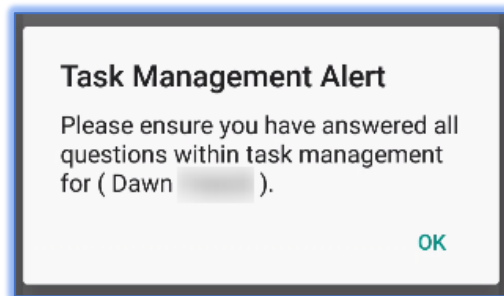 Task Management Alert
Please ensure you have answered all
questions within task management
for ( Dawn ).
OK